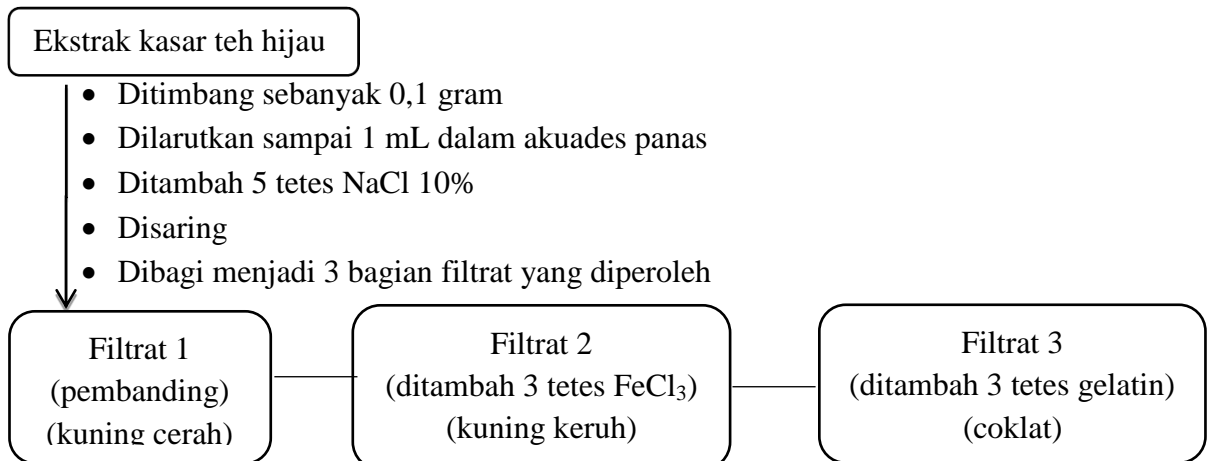 Ekstrak kasar teh hijau
• Ditimbang sebanyak 0,1 gram
• Dilarutkan sampai 1 mL dalam akuades panas
• Ditambah 5 tetes NaCl 10%
• Disaring
• Dibagi menjadi 3 bagian filtrat yang diperoleh
Filtrat 1
(pembanding)
(kuning cerah)
Filtrat 2
(ditambah 3 tetes FeCl₃)
(kuning keruh)
Filtrat 3
(ditambah 3 tetes gelatin)
(coklat)